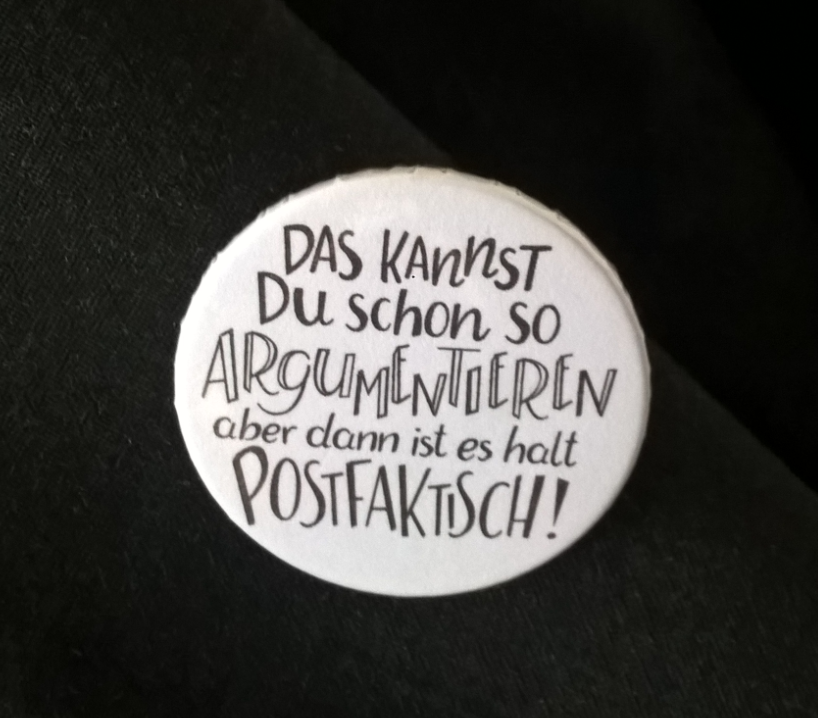 DAS KAnnST
Du schon so
ARgUMENTIEREN
aber dann ist es halt
POSTFAKTISCH!